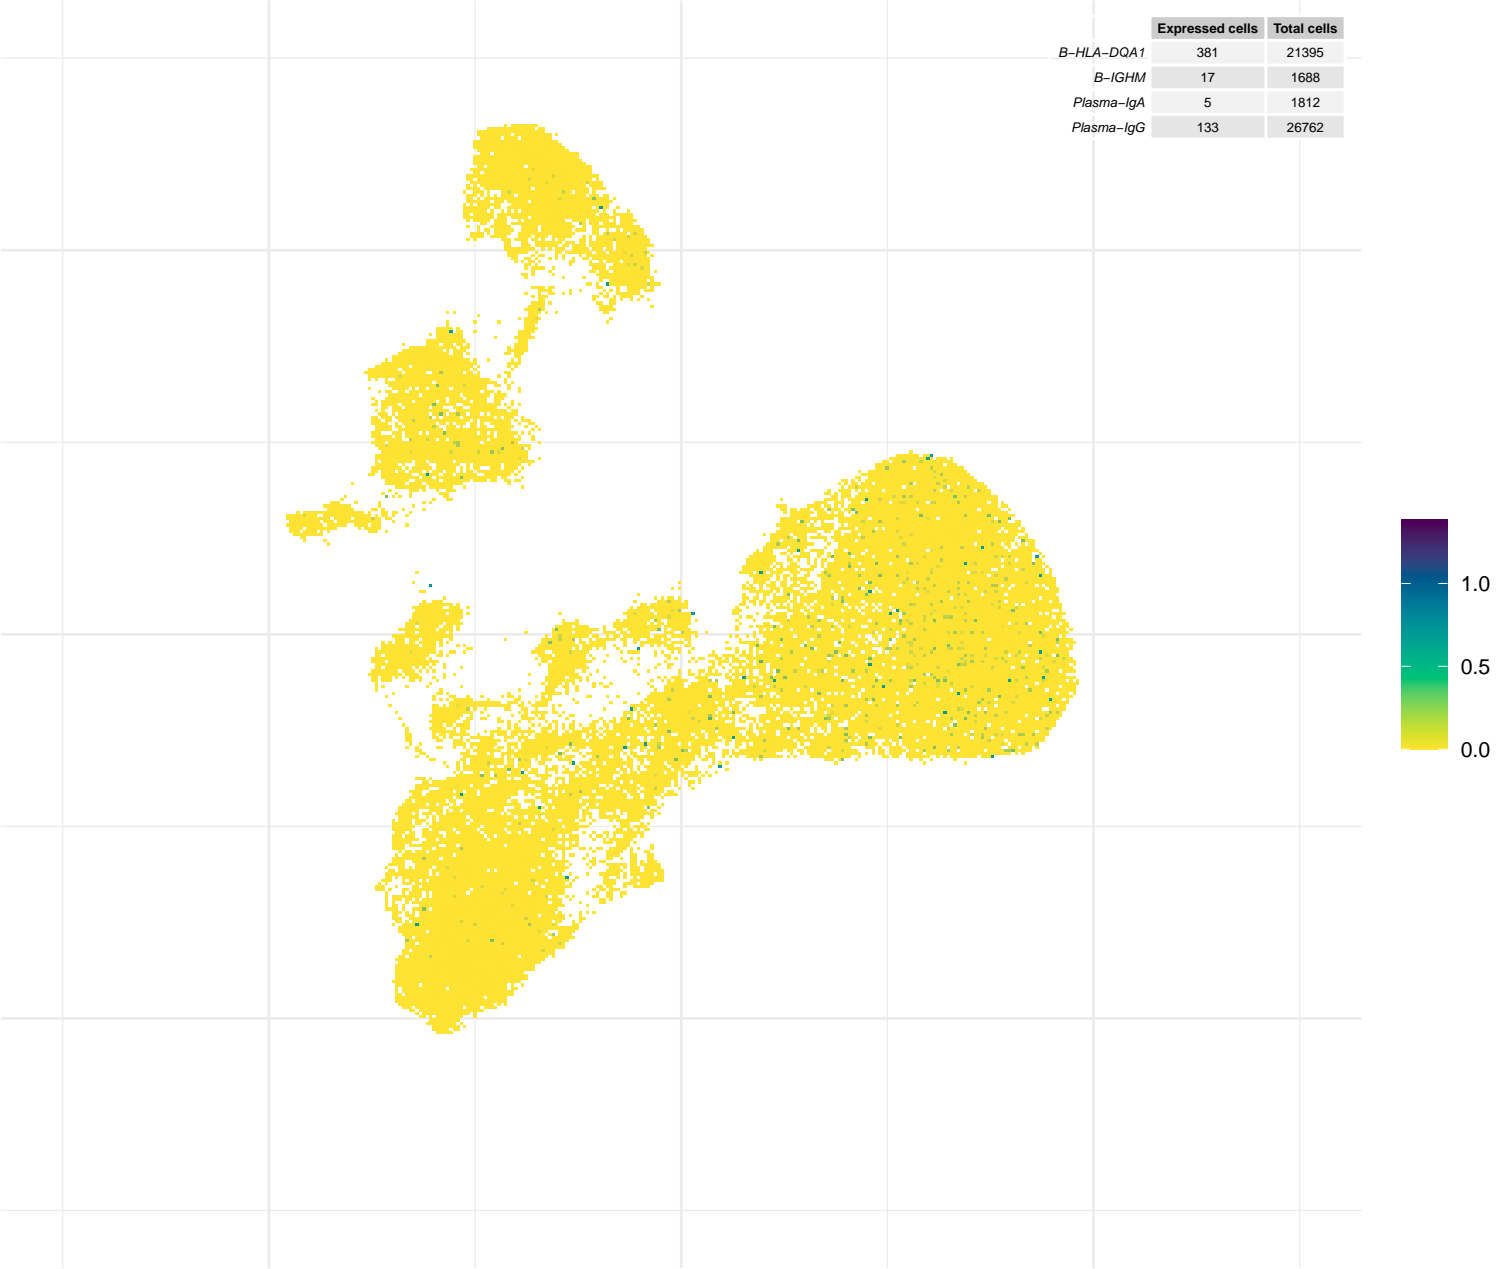 Expressed cells Total cells
B−HLA−DQA1 381 21395
B−IGHM 17 1688
Plasma−IgA 5 1812
Plasma−IgG 133 26762
1.0
0.5
0.0